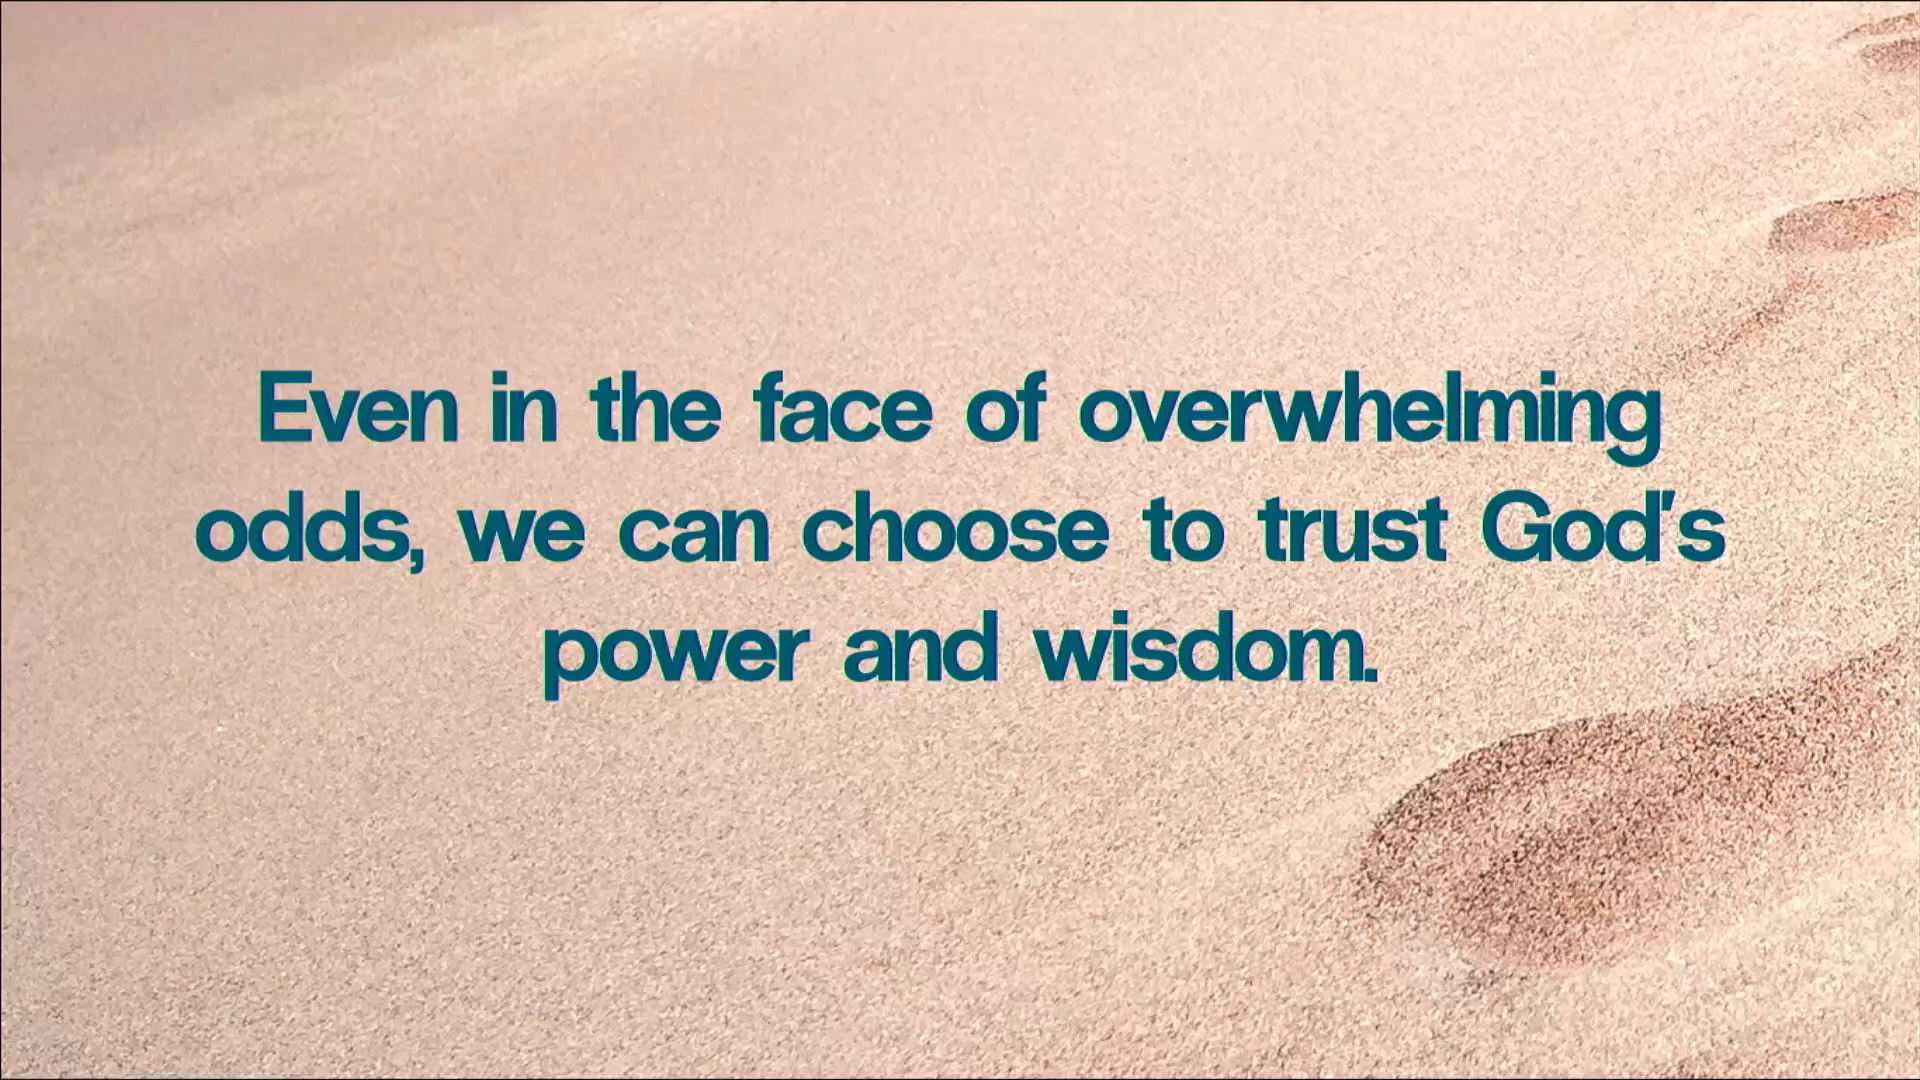 Even in the face of overwhelming
odds, we can choose to trust God's
power and wisdom.